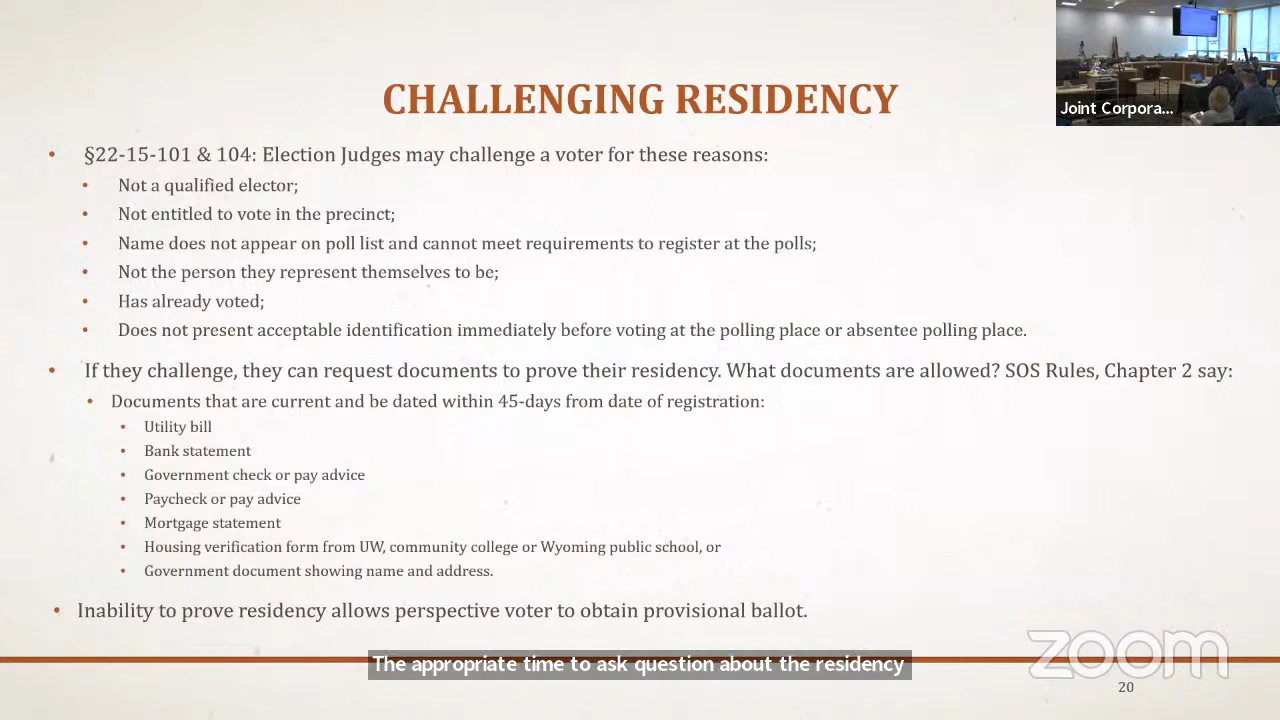 Joint Corpora...
CHALLENGING RESIDENCY
• §22-15-101 & 104: Election Judges may challenge a voter for these reasons:
• Not a qualified elector;
• Not entitled to vote in the precinct;
• Name does not appear on poll list and cannot meet requirements to register at the polls;
• Not the person they represent themselves to be;
• Has already voted;
• Does not present acceptable identification immediately before voting at the polling place or absentee polling place.
• If they challenge, they can request documents to prove their residency. What documents are allowed? SOS Rules, Chapter 2 say:
• Documents that are current and be dated within 45-days from date of registration:
• Utility bill
• Bank statement
• Government check or pay advice
• Paycheck or pay advice
• Mortgage statement
• Housing verification form from UW, community college or Wyoming public school, or
• Government document showing name and address.
• Inability to prove residency allows perspective voter to obtain provisional ballot.
The appropriate time to ask question about the residency
zoom
20